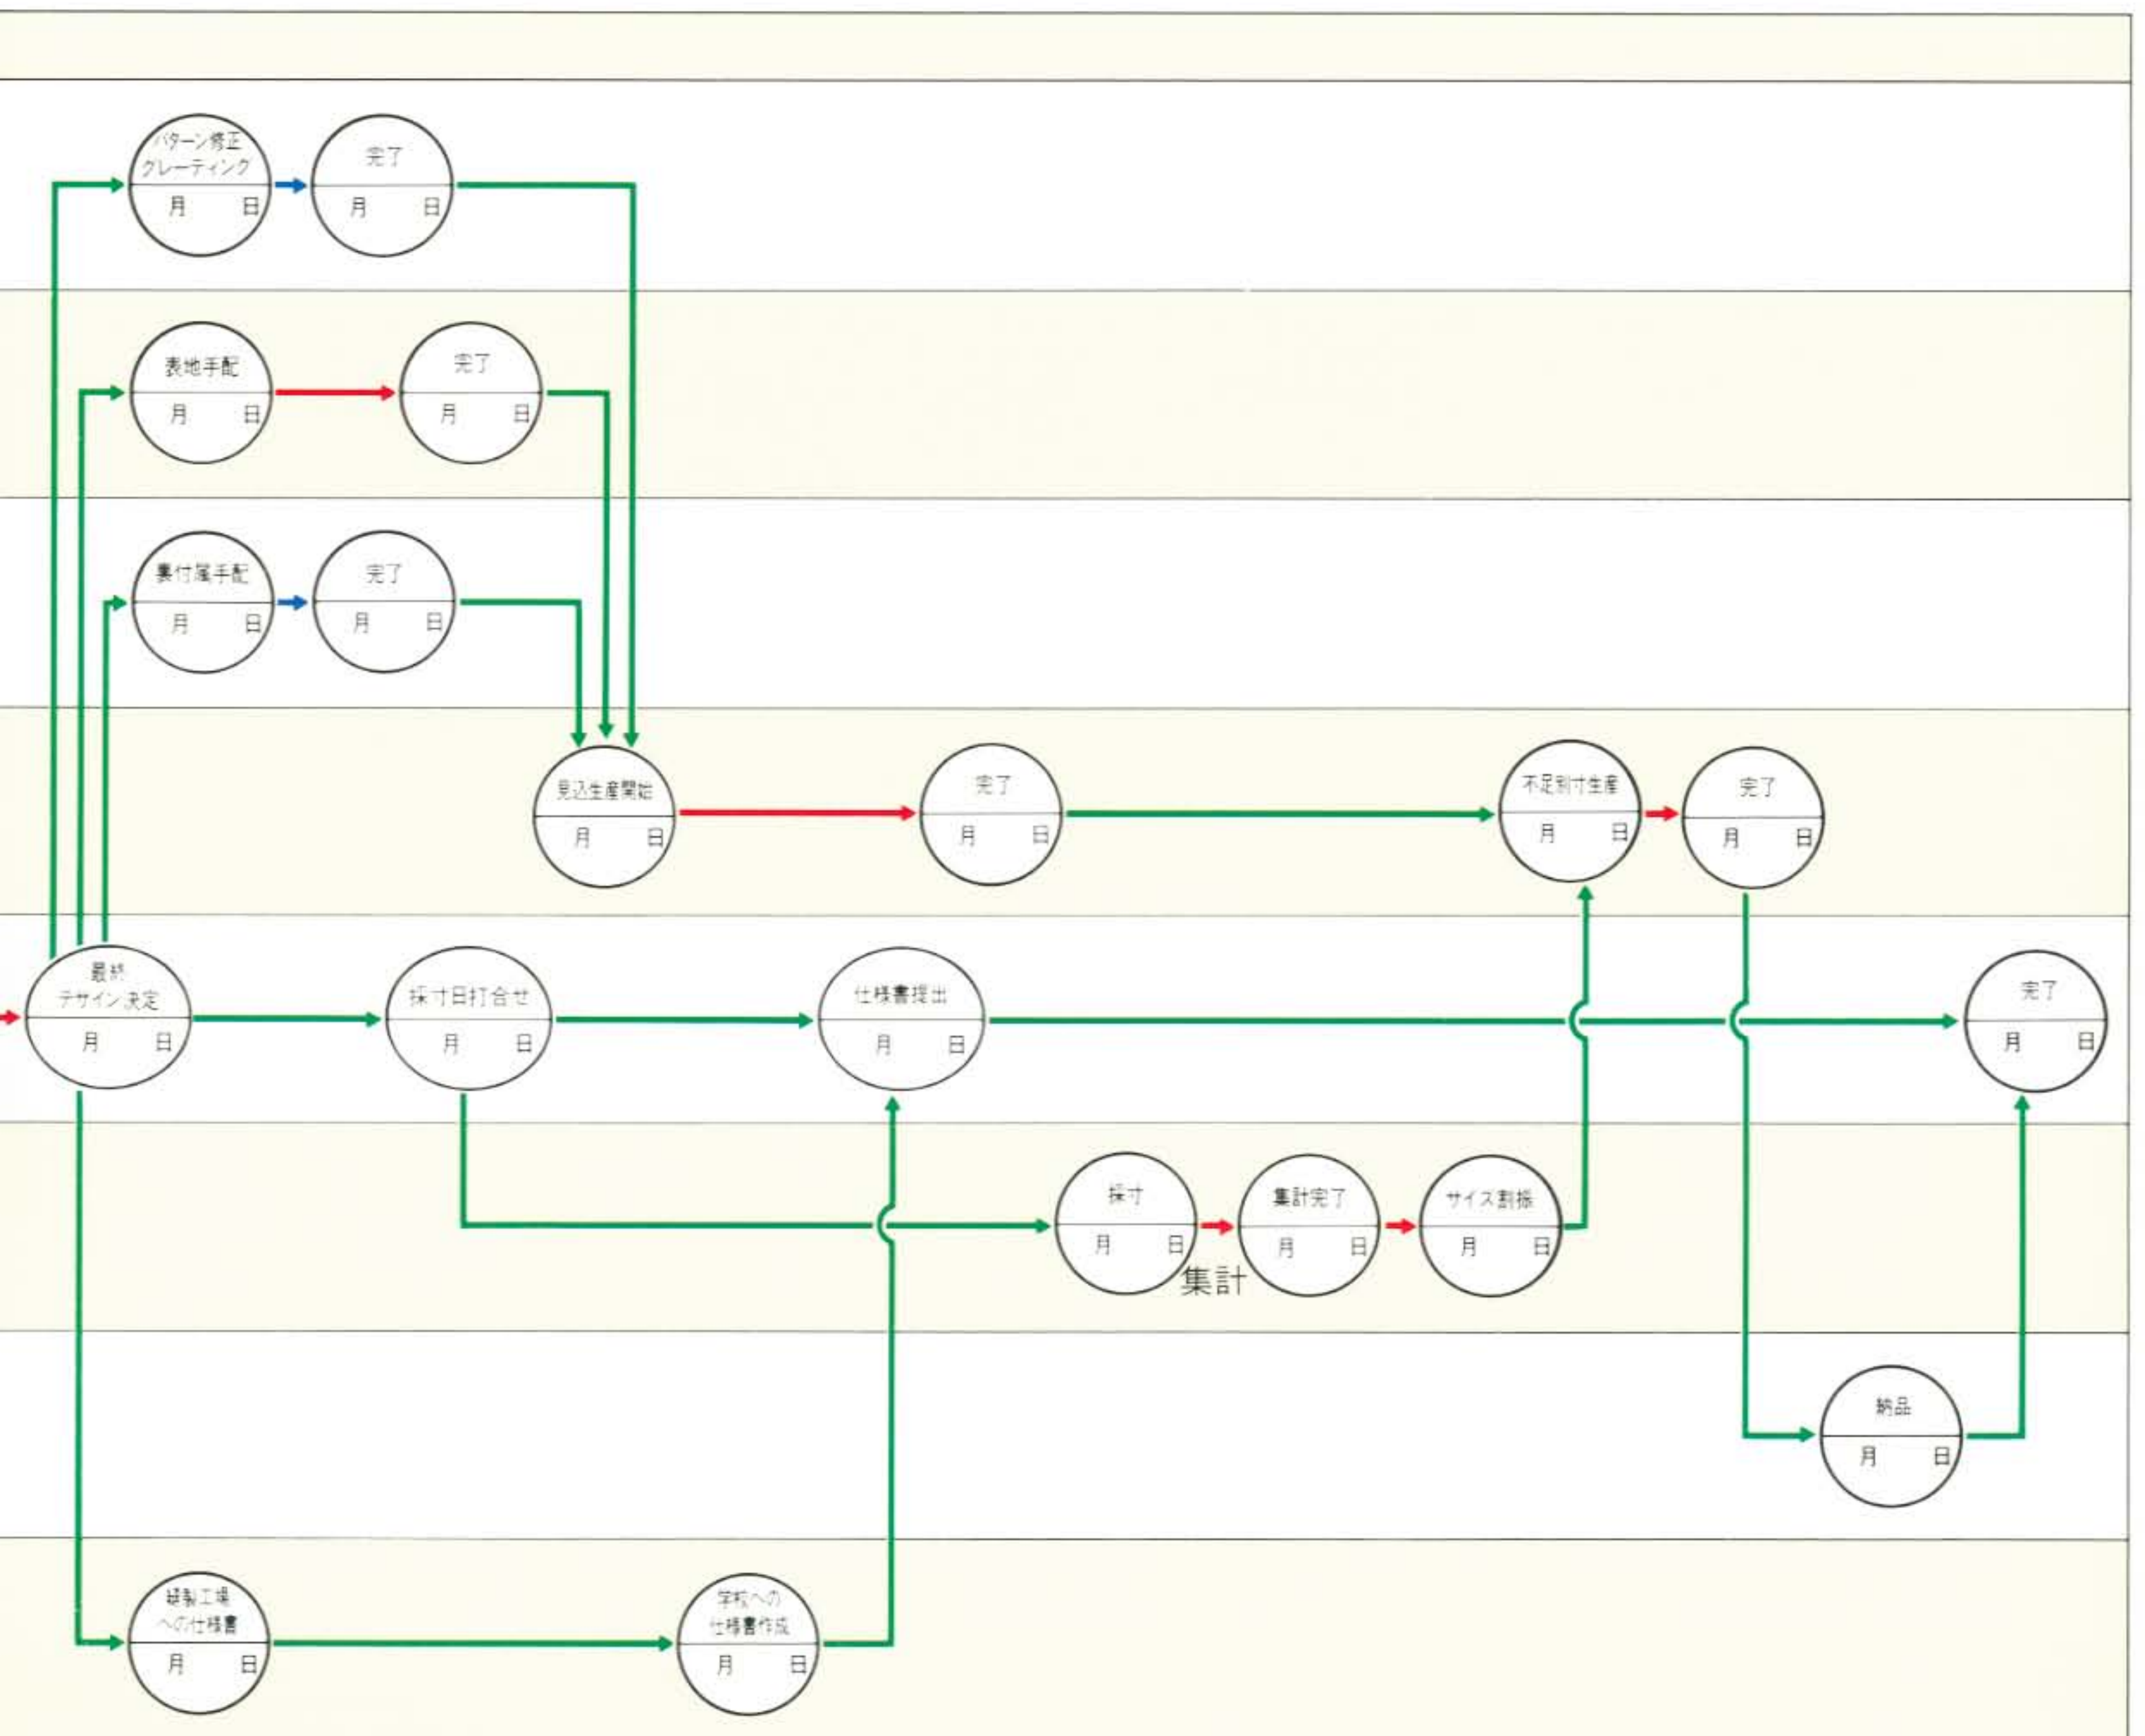 パターン修正
グレーティング
月 日
完了
月 日
表地手配
月 日
完了
月 日
裏付属手配
月 日
完了
月 日
見込生産開始
月 日
完了
月 日
不足別寸生産
月 日
完了
月 日
最終
デザイン決定
月 日
採寸日打合せ
月 日
仕様書提出
月 日
完了
月 日
採寸
月 日
集計
集計完了
月 日
サイズ割振
月 日
納品
月 日
縫製工場
への仕様書
月 日
学校への
仕様書作成
月 日